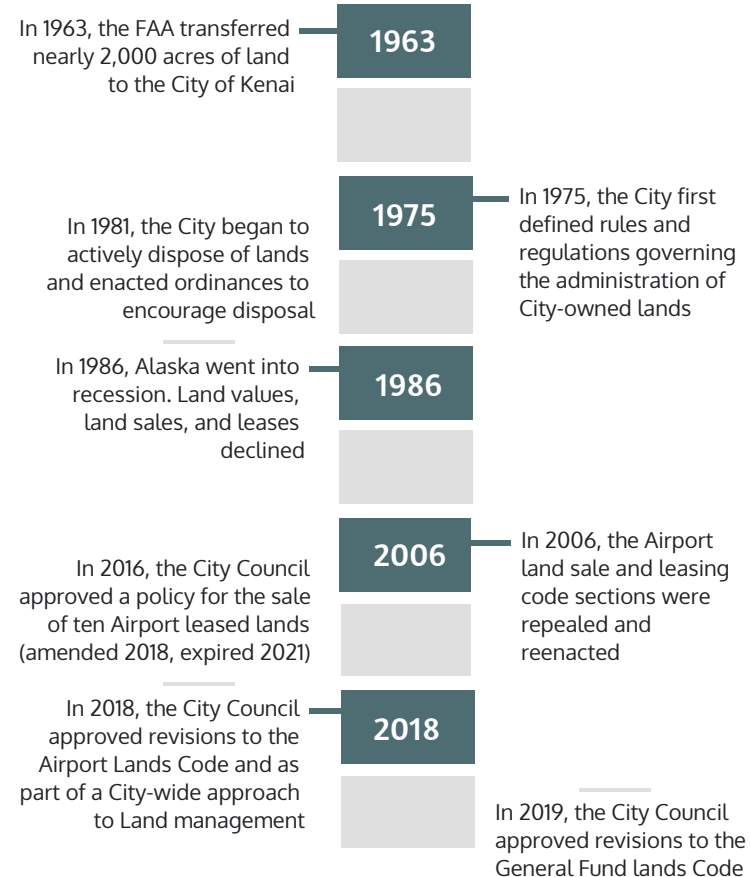 In 1963, the FAA transferred
nearly 2,000 acres of land
to the City of Kenai
1963
1975
In 1975, the City first
defined rules and
regulations governing
the administration of
City-owned lands
In 1981, the City began to
actively dispose of lands
and enacted ordinances to
encourage disposal
In 1986, Alaska went into
recession. Land values,
land sales, and leases
declined
1986
2006
In 2006, the Airport
land sale and leasing
code sections were
repealed and
reenacted
In 2016, the City Council
approved a policy for the sale
of ten Airport leased lands
(amended 2018, expired 2021)
In 2018, the City Council
approved revisions to the
Airport Lands Code and as
part of a City-wide approach
to Land management
2018
In 2019, the City Council
approved revisions to the
General Fund lands Code